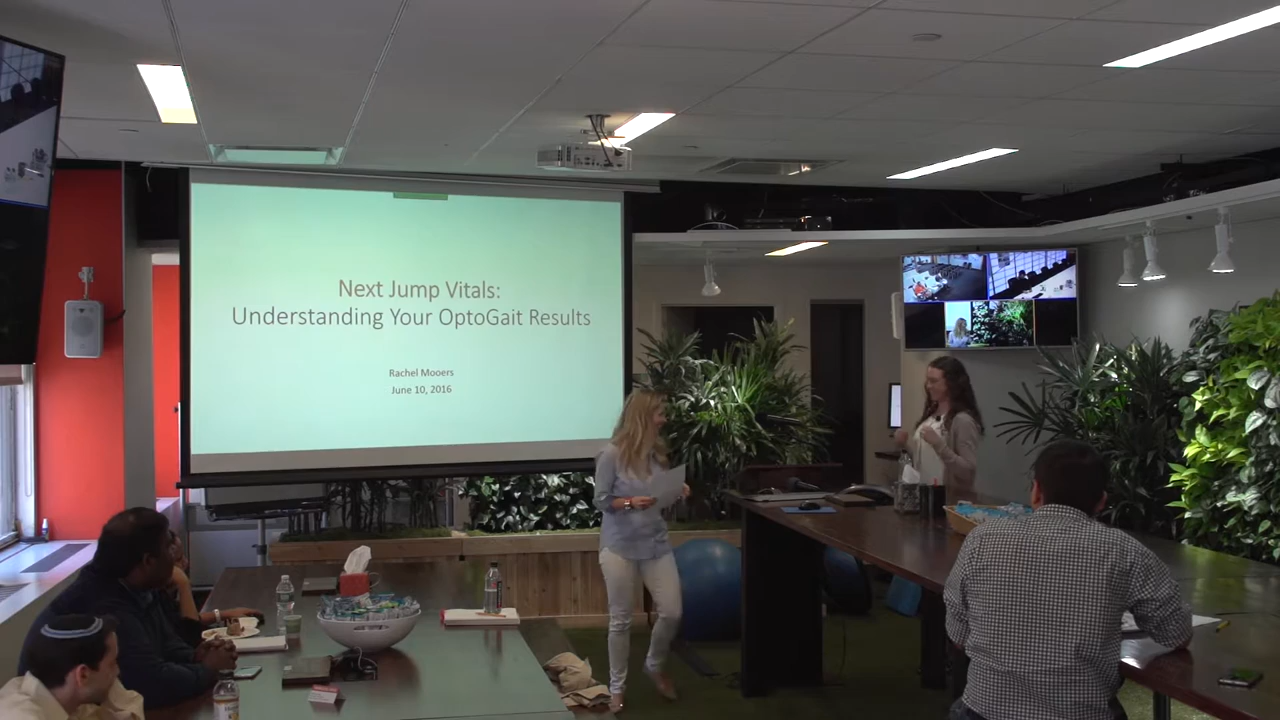 Next Jump Vitals:
Understanding Your OptoGait Results
Rachel Mooers
June 10, 2016